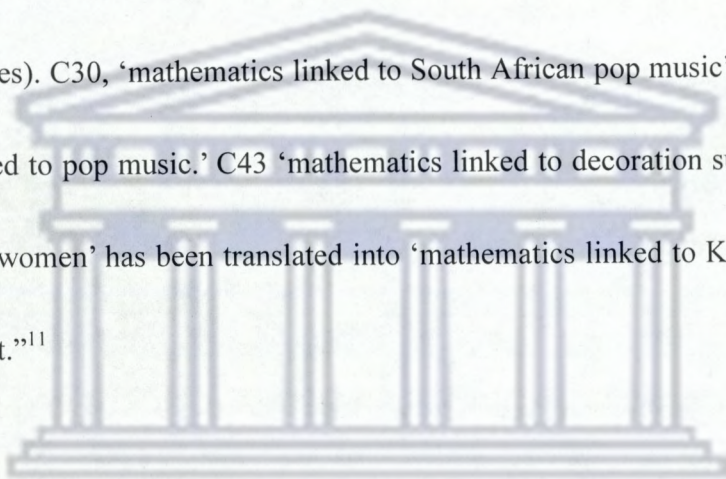 es). C30, ‘mathematics linked to South African pop music’
ed to pop music.’ C43 ‘mathematics linked to decoration s
women’ has been translated into ‘mathematics linked to K
t.”11